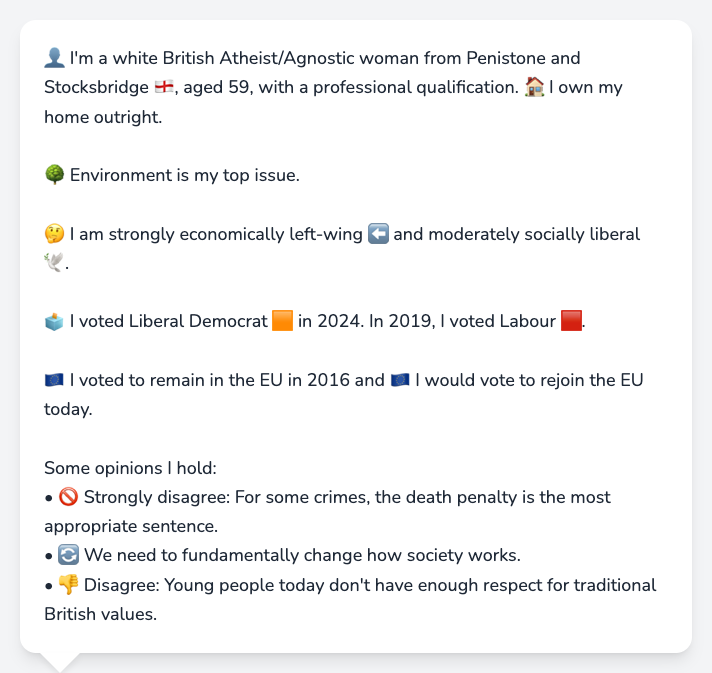 👤 I'm a white British Atheist/Agnostic woman from Penistone and
Stocksbridge 🏴󠁧󠁢󠁥󠁮󠁧󠁿, aged 59, with a professional qualification. 🏠 I own my
home outright.
🌳 Environment is my top issue.
🤔 I am strongly economically left-wing ⬅️ and moderately socially liberal
🕊️.
🗳️ I voted Liberal Democrat 🟧 in 2024. In 2019, I voted Labour 🟥.
🇪🇺 I voted to remain in the EU in 2016 and 🇪🇺 I would vote to rejoin the EU
today.
Some opinions I hold:
• 🚫 Strongly disagree: For some crimes, the death penalty is the most
appropriate sentence.
• 🔄 We need to fundamentally change how society works.
• 👎 Disagree: Young people today don't have enough respect for traditional
British values.